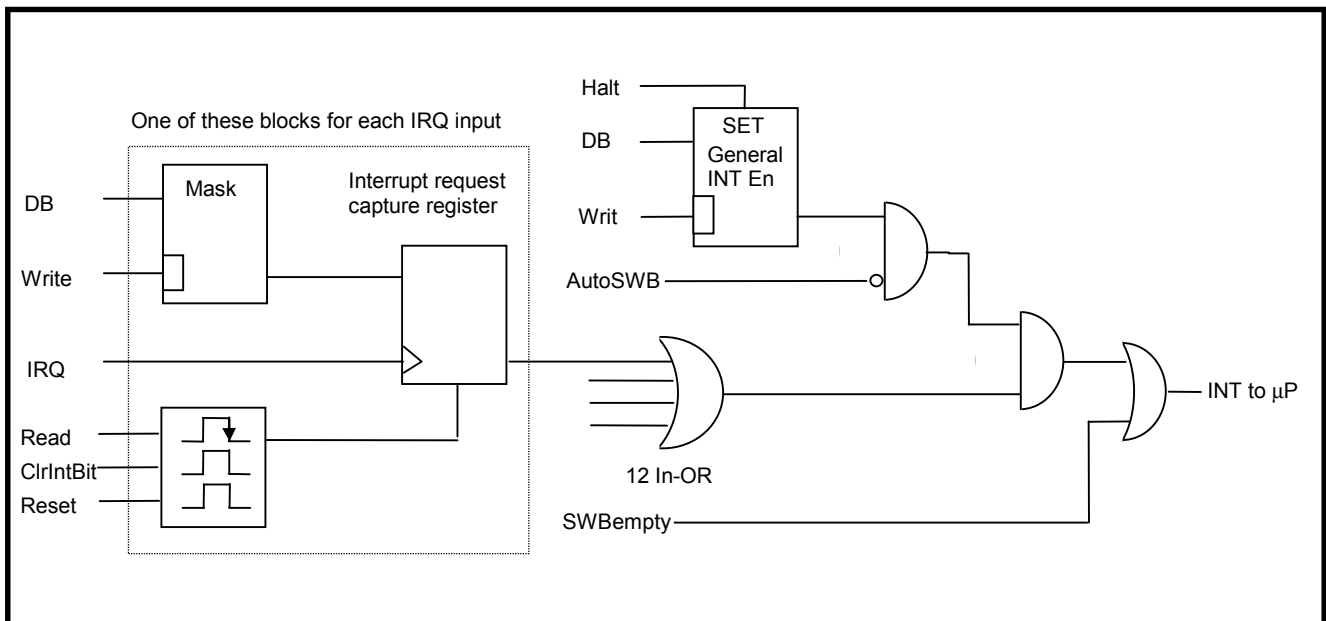 One of these blocks for each IRQ input
DB
Write
IRQ
Read
ClrIntBit
Reset
Mask
Interrupt request
capture register
Halt
DB
Writ
SET
General
INT En
AutoSWB
12 In-OR
SWBempty
INT to µP